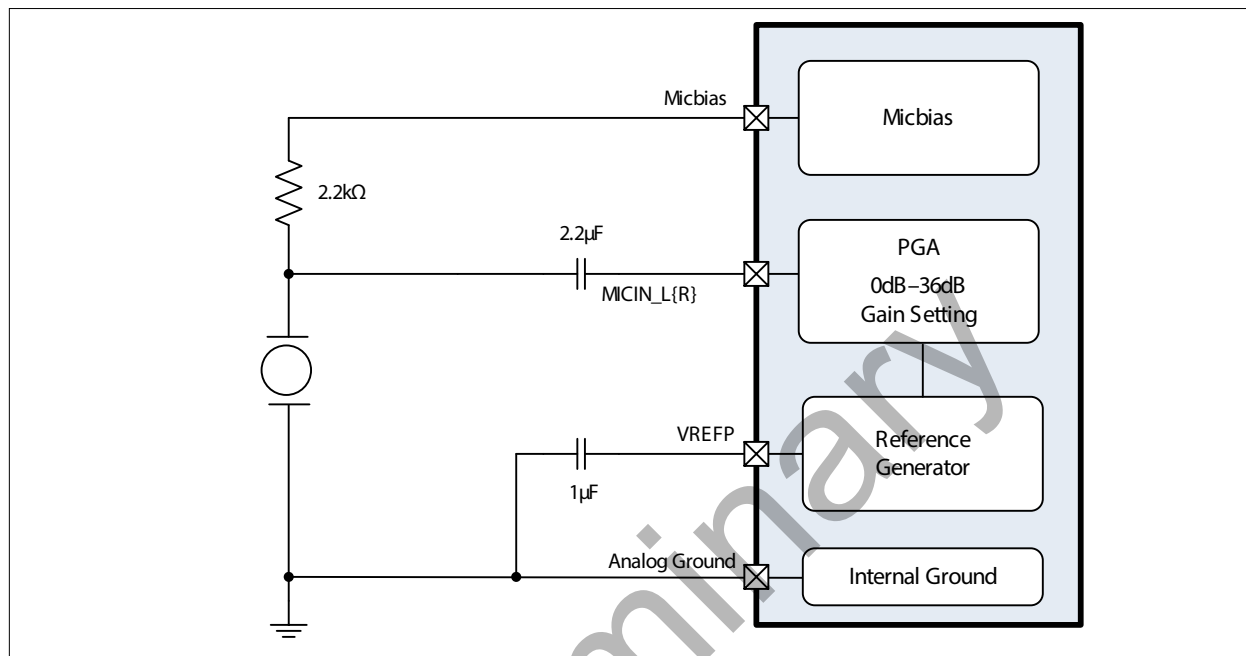 Micbias
Micbias
2.2kΩ
2.2µF
MICIN_L{R}
PGA
0dB–36dB
Gain Setting
VREFP
1µF
Reference
Generator
Analog Ground
Internal Ground
minary